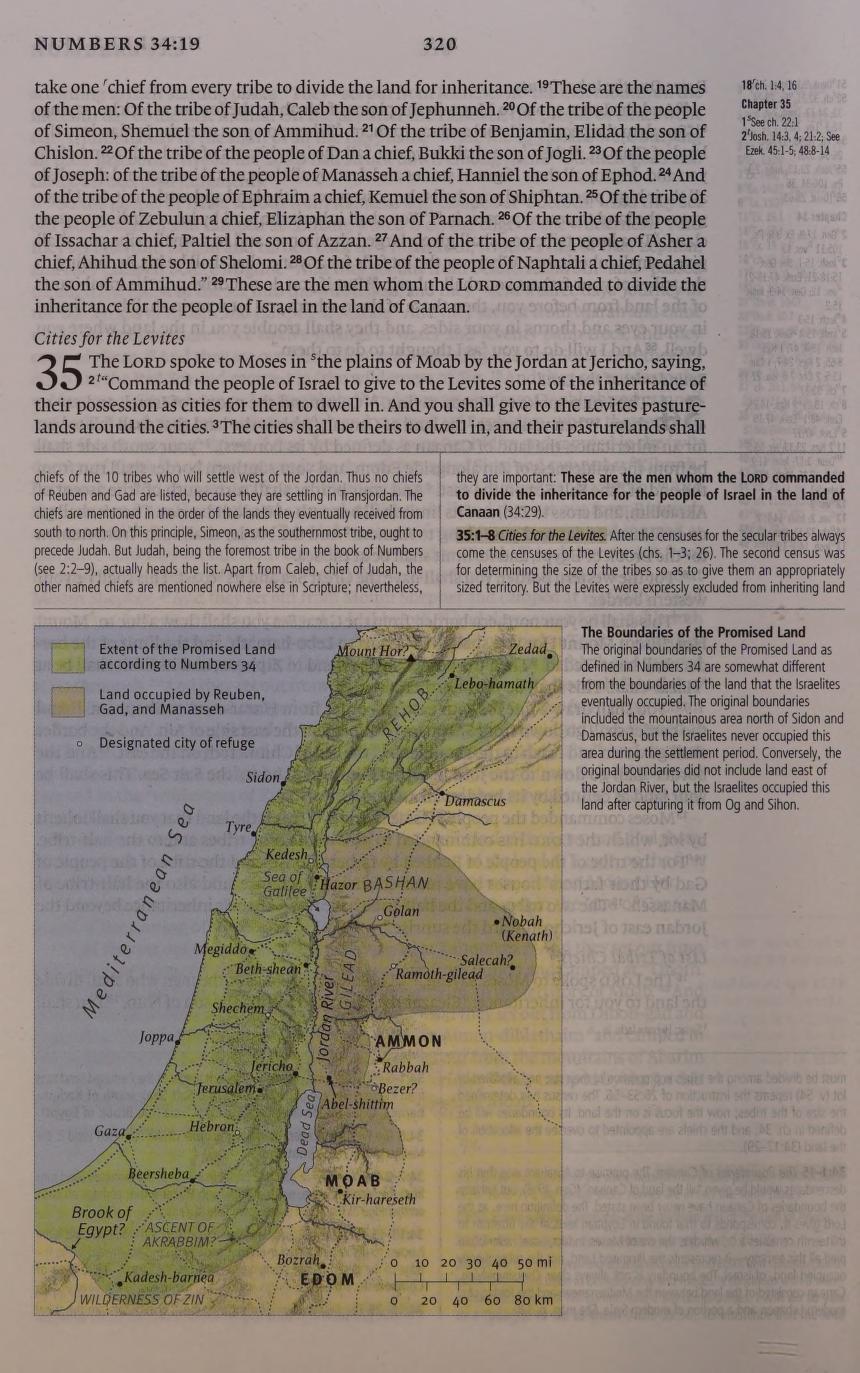 NUMBERS 34:19
320
take one ʳchief from every tribe to divide the land for inheritance. ¹⁹These are the names
of the men: Of the tribe of Judah, Caleb the son of Jephunneh. ²⁰Of the tribe of the people
of Simeon, Shemuel the son of Ammihud. ²¹Of the tribe of Benjamin, Elidad the son of
Chislon. ²²Of the tribe of the people of Dan a chief, Bukki the son of Jogli. ²³Of the people
of Joseph: of the tribe of the people of Manasseh a chief, Hanniel the son of Ephod. ²⁴And
of the tribe of the people of Ephraim a chief, Kemuel the son of Shiphtan. ²⁵Of the tribe of
the people of Zebulun a chief, Elizaphan the son of Parnach. ²⁶Of the tribe of the people
of Issachar a chief, Paltiel the son of Azzan. ²⁷And of the tribe of the people of Asher a
chief, Ahihud the son of Shelomi. ²⁸Of the tribe of the people of Naphtali a chief, Pedahel
the son of Ammihud.” ²⁹These are the men whom the LORD commanded to divide the
inheritance for the people of Israel in the land of Canaan.
Cities for the Levites
35 The LORD spoke to Moses in ˢthe plains of Moab by the Jordan at Jericho, saying,
²ᵗ“Command the people of Israel to give to the Levites some of the inheritance of
their possession as cities for them to dwell in. And you shall give to the Levites pasture-
lands around the cities. ³The cities shall be theirs to dwell in, and their pasturelands shall
18ʳch. 1:4, 16
Chapter 35
1ˢSee ch. 22:1
2ᵗJosh. 14:3, 4; 21:2; See
Ezek. 45:1-5; 48:8-14
chiefs of the 10 tribes who will settle west of the Jordan. Thus no chiefs
of Reuben and Gad are listed, because they are settling in Transjordan. The
chiefs are mentioned in the order of the lands they eventually received from
south to north. On this principle, Simeon, as the southernmost tribe, ought to
precede Judah. But Judah, being the foremost tribe in the book of Numbers
(see 2:2–9), actually heads the list. Apart from Caleb, chief of Judah, the
other named chiefs are mentioned nowhere else in Scripture; nevertheless,
they are important: These are the men whom the LORD commanded
to divide the inheritance for the people of Israel in the land of
Canaan (34:29).
35:1–8 Cities for the Levites. After the censuses for the secular tribes always
come the censuses of the Levites (chs. 1–3; 26). The second census was
for determining the size of the tribes so as to give them an appropriately
sized territory. But the Levites were expressly excluded from inheriting land
Extent of the Promised Land
according to Numbers 34
Land occupied by Reuben,
Gad, and Manasseh
Designated city of refuge
Mount Hor?
Zedad
Lebo-hamath
REHOB
Sidon
Damascus
Mediterranean Sea
Tyre
Kedesh
Sea of
Galilee
Hazor
BASHAN
Golan
Nobah
(Kenath)
Megiddo
Beth-shean
GILEAD
Salecah?
Ramoth-gilead
Shechem
Jordan River
Joppa
AMMON
Jericho
Rabbah
Jerusalem
Bezer?
Abel-shittim
Gaza
Hebron
Dead Sea
Beersheba
MOAB
Kir-hareseth
Brook of
Egypt?
ASCENT OF
AKRABBIM?
Bozrah
Kadesh-barnea
EDOM
WILDERNESS OF ZIN
0 10 20 30 40 50 mi
0 20 40 60 80 km
The Boundaries of the Promised Land
The original boundaries of the Promised Land as
defined in Numbers 34 are somewhat different
from the boundaries of the land that the Israelites
eventually occupied. The original boundaries
included the mountainous area north of Sidon and
Damascus, but the Israelites never occupied this
area during the settlement period. Conversely, the
original boundaries did not include land east of
the Jordan River, but the Israelites occupied this
land after capturing it from Og and Sihon.